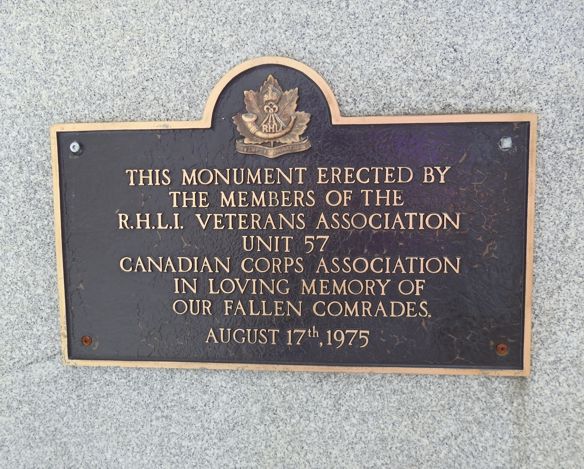 RHLI
THIS MONUMENT ERECTED BY
THE MEMBERS OF THE
R.H.L.I. VETERANS ASSOCIATION
UNIT 57
CANADIAN CORPS ASSOCIATION
IN LOVING MEMORY OF
OUR FALLEN COMRADES.
AUGUST 17th, 1975